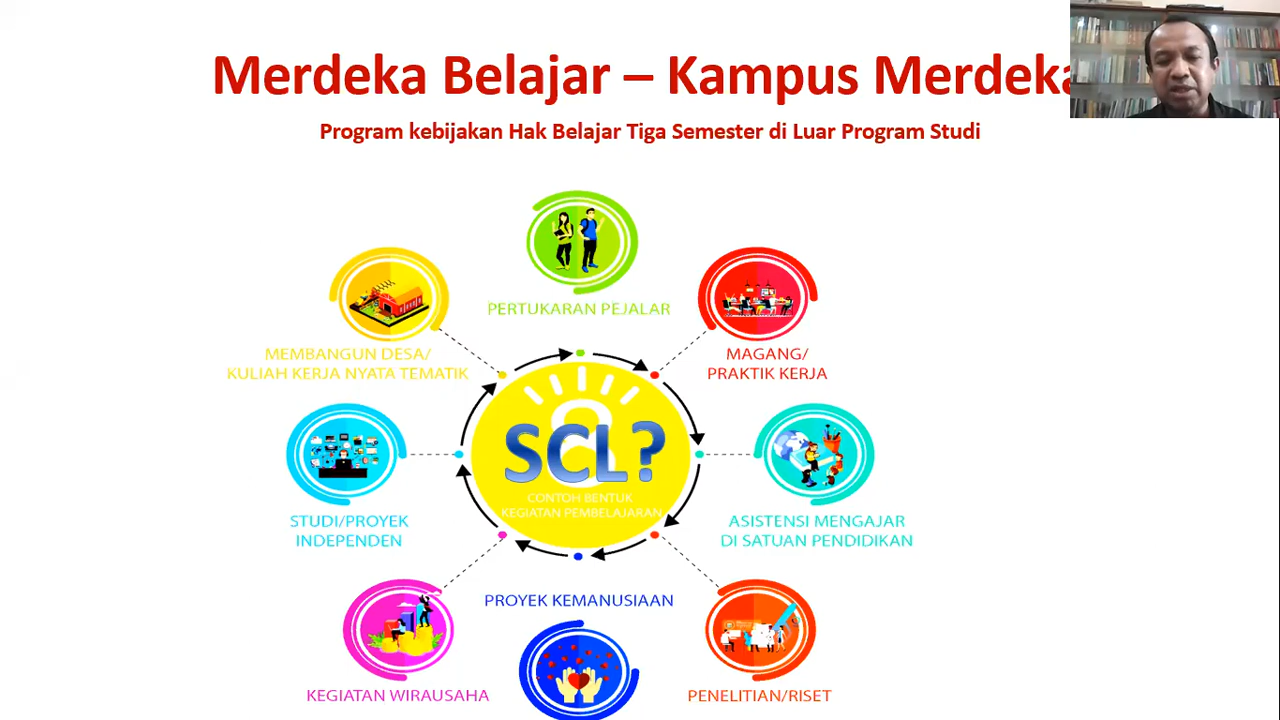 Merdeka Belajar – Kampus Merdeka
Program kebijakan Hak Belajar Tiga Semester di Luar Program Studi
PERTUKARAN PEJALAR
MEMBANGUN DESA/
KULIAH KERJA NYATA TEMATIK
MAGANG/
PRAKTIK KERJA
8
SCL?
CONTOH BENTUK
KEGIATAN PEMBELAJARAN
STUDI/PROYEK
INDEPENDEN
ASISTENSI MENGAJAR
DI SATUAN PENDIDIKAN
PROYEK KEMANUSIAAN
KEGIATAN WIRAUSAHA
PENELITIAN/RISET